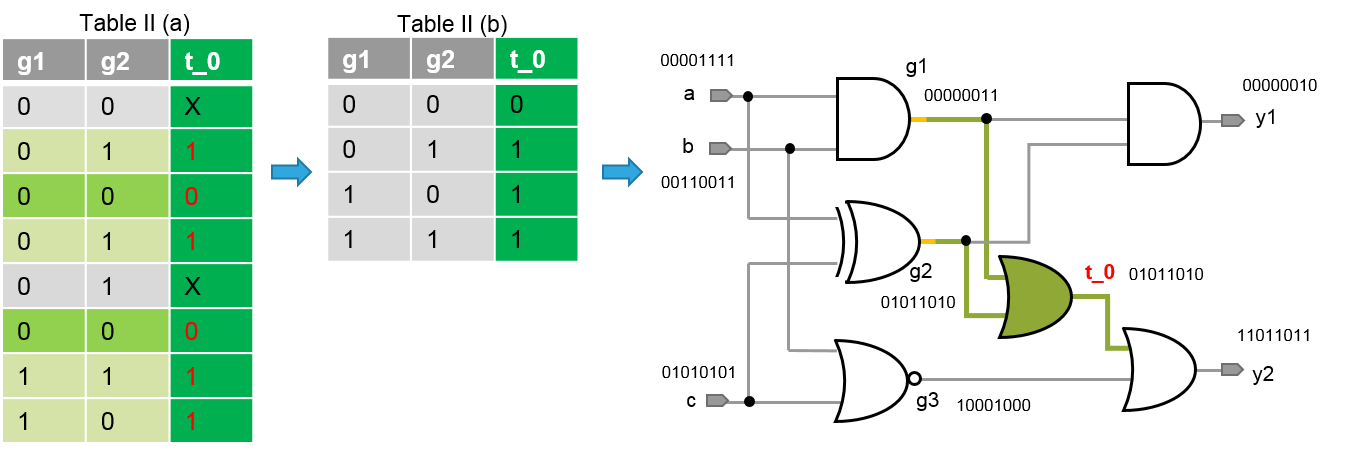 Table II (a)
g1 g2 t_0
0 0 X
0 1 1
0 0 0
0 1 1
0 1 X
0 0 0
1 1 1
1 0 1
Table II (b)
g1 g2 t_0
0 0 0
0 1 1
1 0 1
1 1 1
00001111
a
b
00110011
01010101
c
g1
00000011
g2
01011010
g3
10001000
t_0 01011010
00000010
y1
11011011
y2